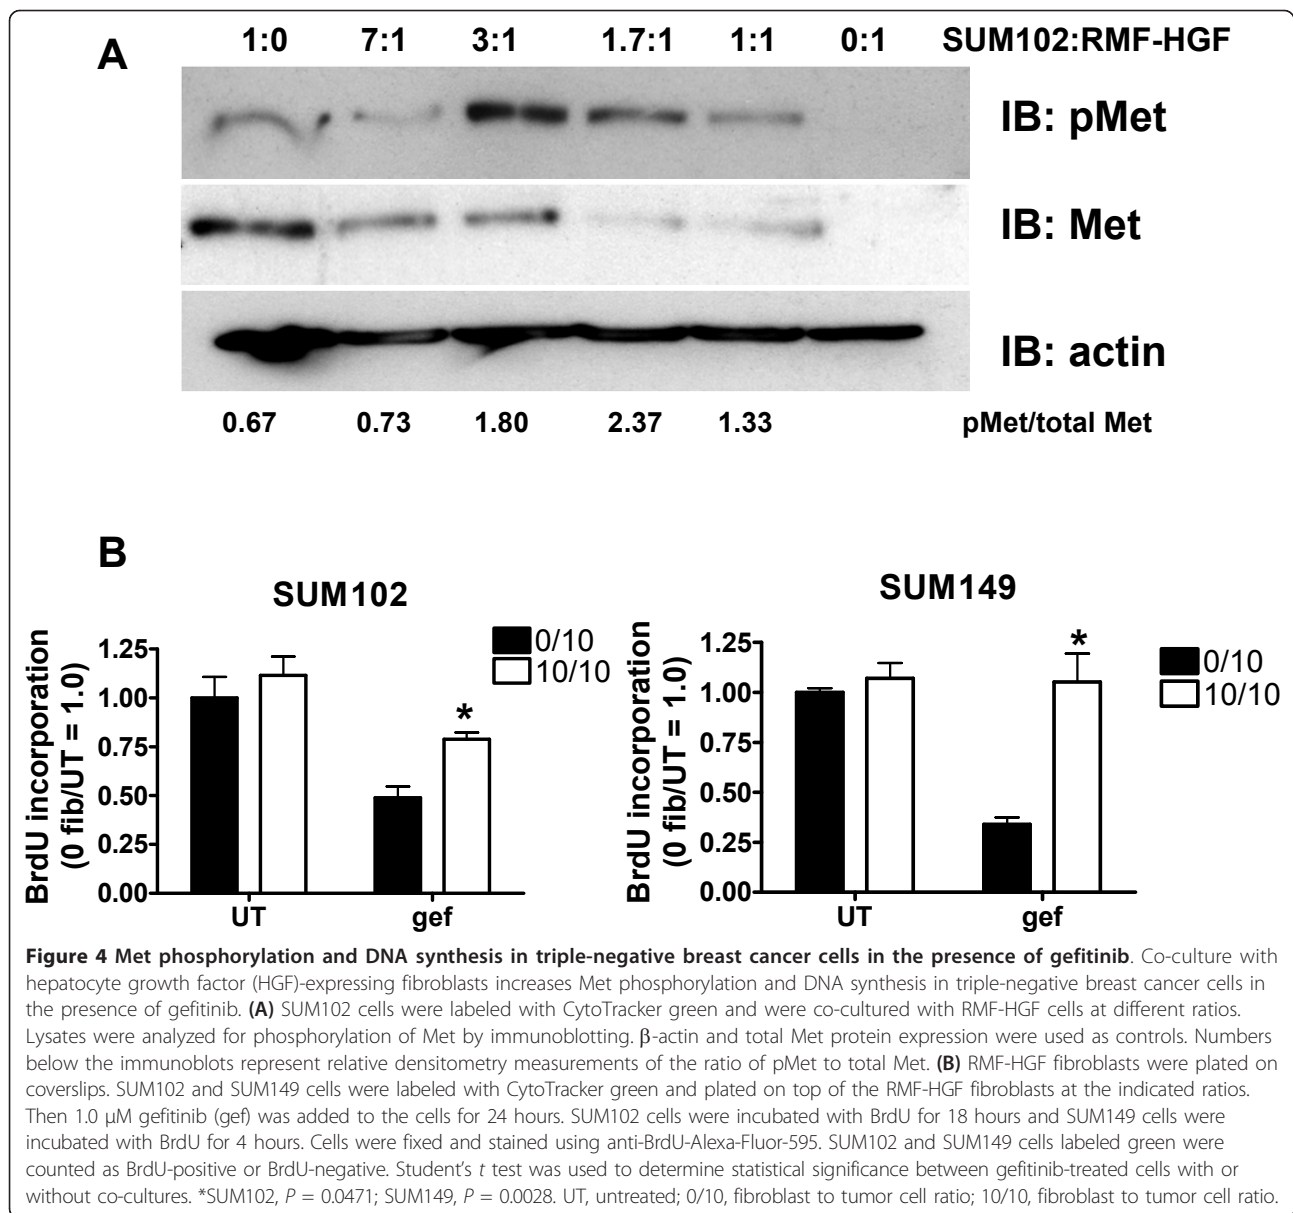 A
1:0 7:1 3:1 1.7:1 1:1 0:1 SUM102:RMF-HGF
IB: pMet
IB: Met
IB: actin
0.67 0.73 1.80 2.37 1.33 pMet/total Met
B
SUM102
BrdU incorporation
(0 fib/UT = 1.0)
1.25
1.00
0.75
0.50
0.25
0.00
*
UT gef
0/10
10/10
SUM149
BrdU incorporation
(0 fib/UT = 1.0)
1.25
1.00
0.75
0.50
0.25
0.00
*
UT gef
0/10
10/10
Figure 4 Met phosphorylation and DNA synthesis in triple-negative breast cancer cells in the presence of gefitinib. Co-culture with
hepatocyte growth factor (HGF)-expressing fibroblasts increases Met phosphorylation and DNA synthesis in triple-negative breast cancer cells in
the presence of gefitinib. (A) SUM102 cells were labeled with CytoTracker green and were co-cultured with RMF-HGF cells at different ratios.
Lysates were analyzed for phosphorylation of Met by immunoblotting. β-actin and total Met protein expression were used as controls. Numbers
below the immunoblots represent relative densitometry measurements of the ratio of pMet to total Met. (B) RMF-HGF fibroblasts were plated on
coverslips. SUM102 and SUM149 cells were labeled with CytoTracker green and plated on top of the RMF-HGF fibroblasts at the indicated ratios.
Then 1.0 μM gefitinib (gef) was added to the cells for 24 hours. SUM102 cells were incubated with BrdU for 18 hours and SUM149 cells were
incubated with BrdU for 4 hours. Cells were fixed and stained using anti-BrdU-Alexa-Fluor-595. SUM102 and SUM149 cells labeled green were
counted as BrdU-positive or BrdU-negative. Student's t test was used to determine statistical significance between gefitinib-treated cells with or
without co-cultures. *SUM102, P = 0.0471; SUM149, P = 0.0028. UT, untreated; 0/10, fibroblast to tumor cell ratio; 10/10, fibroblast to tumor cell ratio.